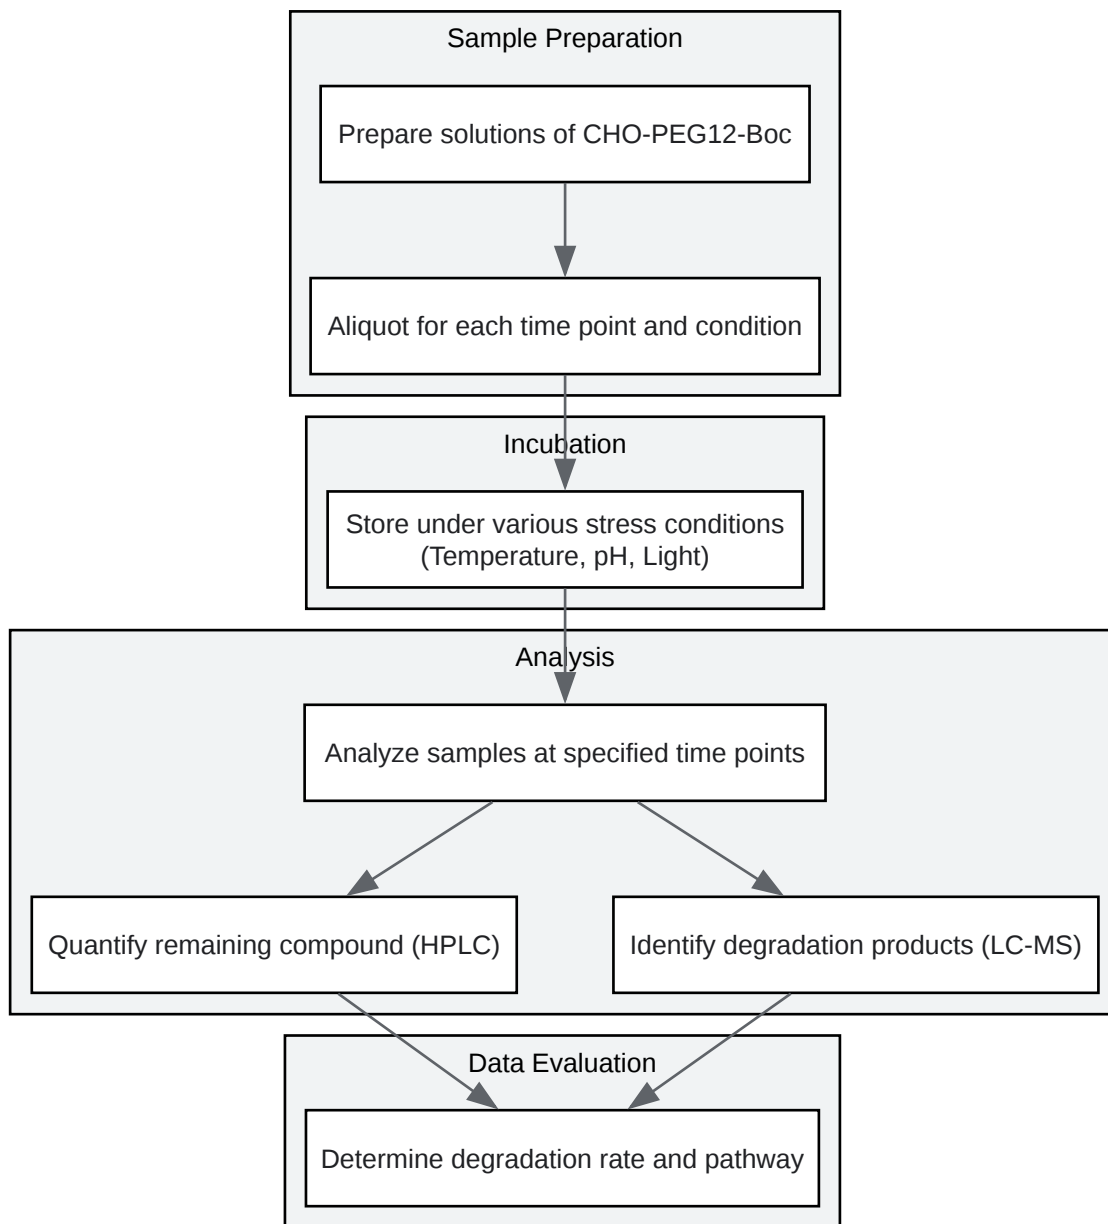 Sample Preparation
Prepare solutions of CHO-PEG12-Boc
Aliquot for each time point and condition
Incubation
Store under various stress conditions
(Temperature, pH, Light)
Analysis
Analyze samples at specified time points
Quantify remaining compound (HPLC)
Identify degradation products (LC-MS)
Data Evaluation
Determine degradation rate and pathway